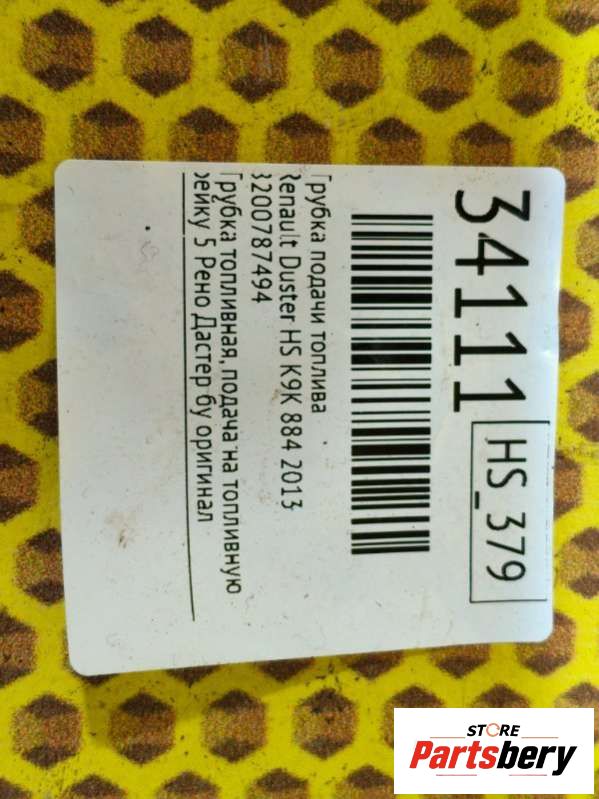 34111
HS_379
Трубка подачи топлива
Renault Duster HS K9K 884 2013
8200787494
Трубка топливная, подача на топливную
рейку 5 Рено Дастер бу оригинал
STORE
Partsbery